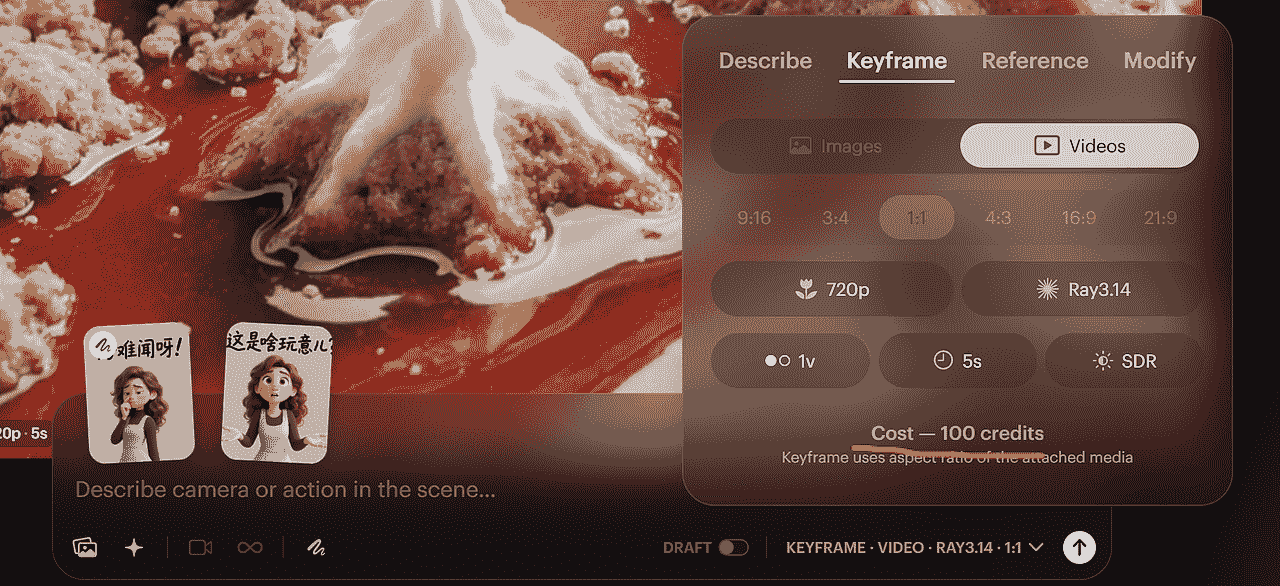 Describe Keyframe Reference Modify
Images Videos
9:16 3:4 1:1 4:3 16:9 21:9
720p Ray3.14
1v 5s SDR
Cost — 100 credits
Keyframe uses aspect ratio of the attached media
难闻呀!
这是啥玩意儿?
20p · 5s
Describe camera or action in the scene...
DRAFT KEYFRAME · VIDEO · RAY3.14 · 1:1